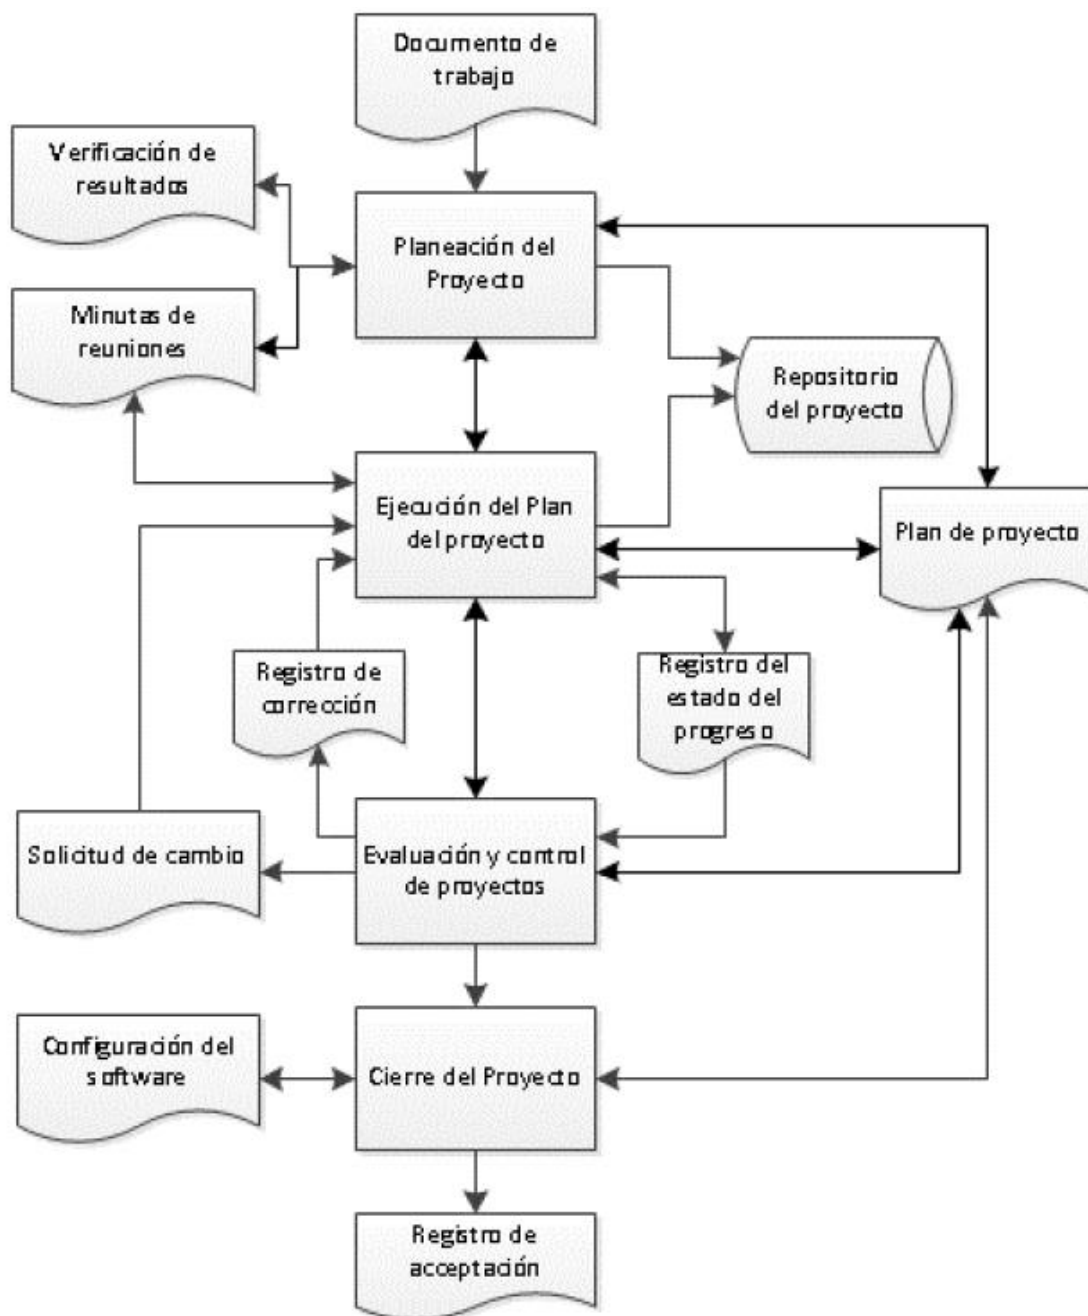 Documento de
trabajo
Verificación de
resultados
Planeación del
Proyecto
Minutas de
reuniones
Repositorio
del proyecto
Ejecución del Plan
del proyecto
Plan de proyecto
Registro de
corrección
Registro del
estado del
progreso
Solicitud de cambio
Evaluación y control
de proyectos
Configuración del
software
Cierre del Proyecto
Registro de
acceptación